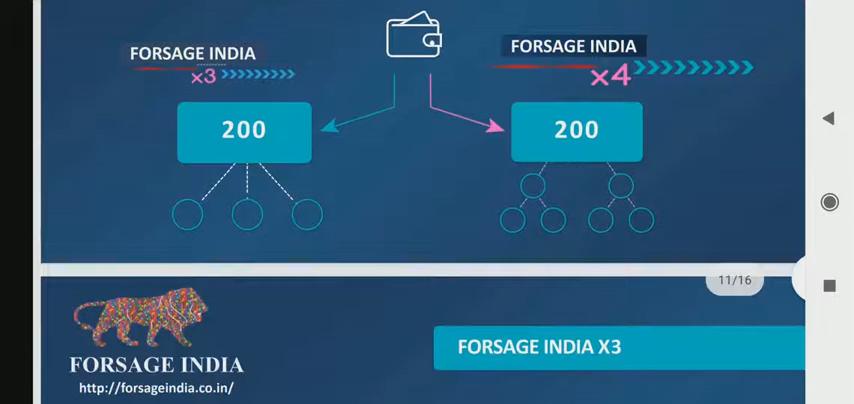 FORSAGE INDIA
x3
200
FORSAGE INDIA
x4
200
11/16
FORSAGE INDIA
http://forsageindia.co.in/
FORSAGE INDIA X3